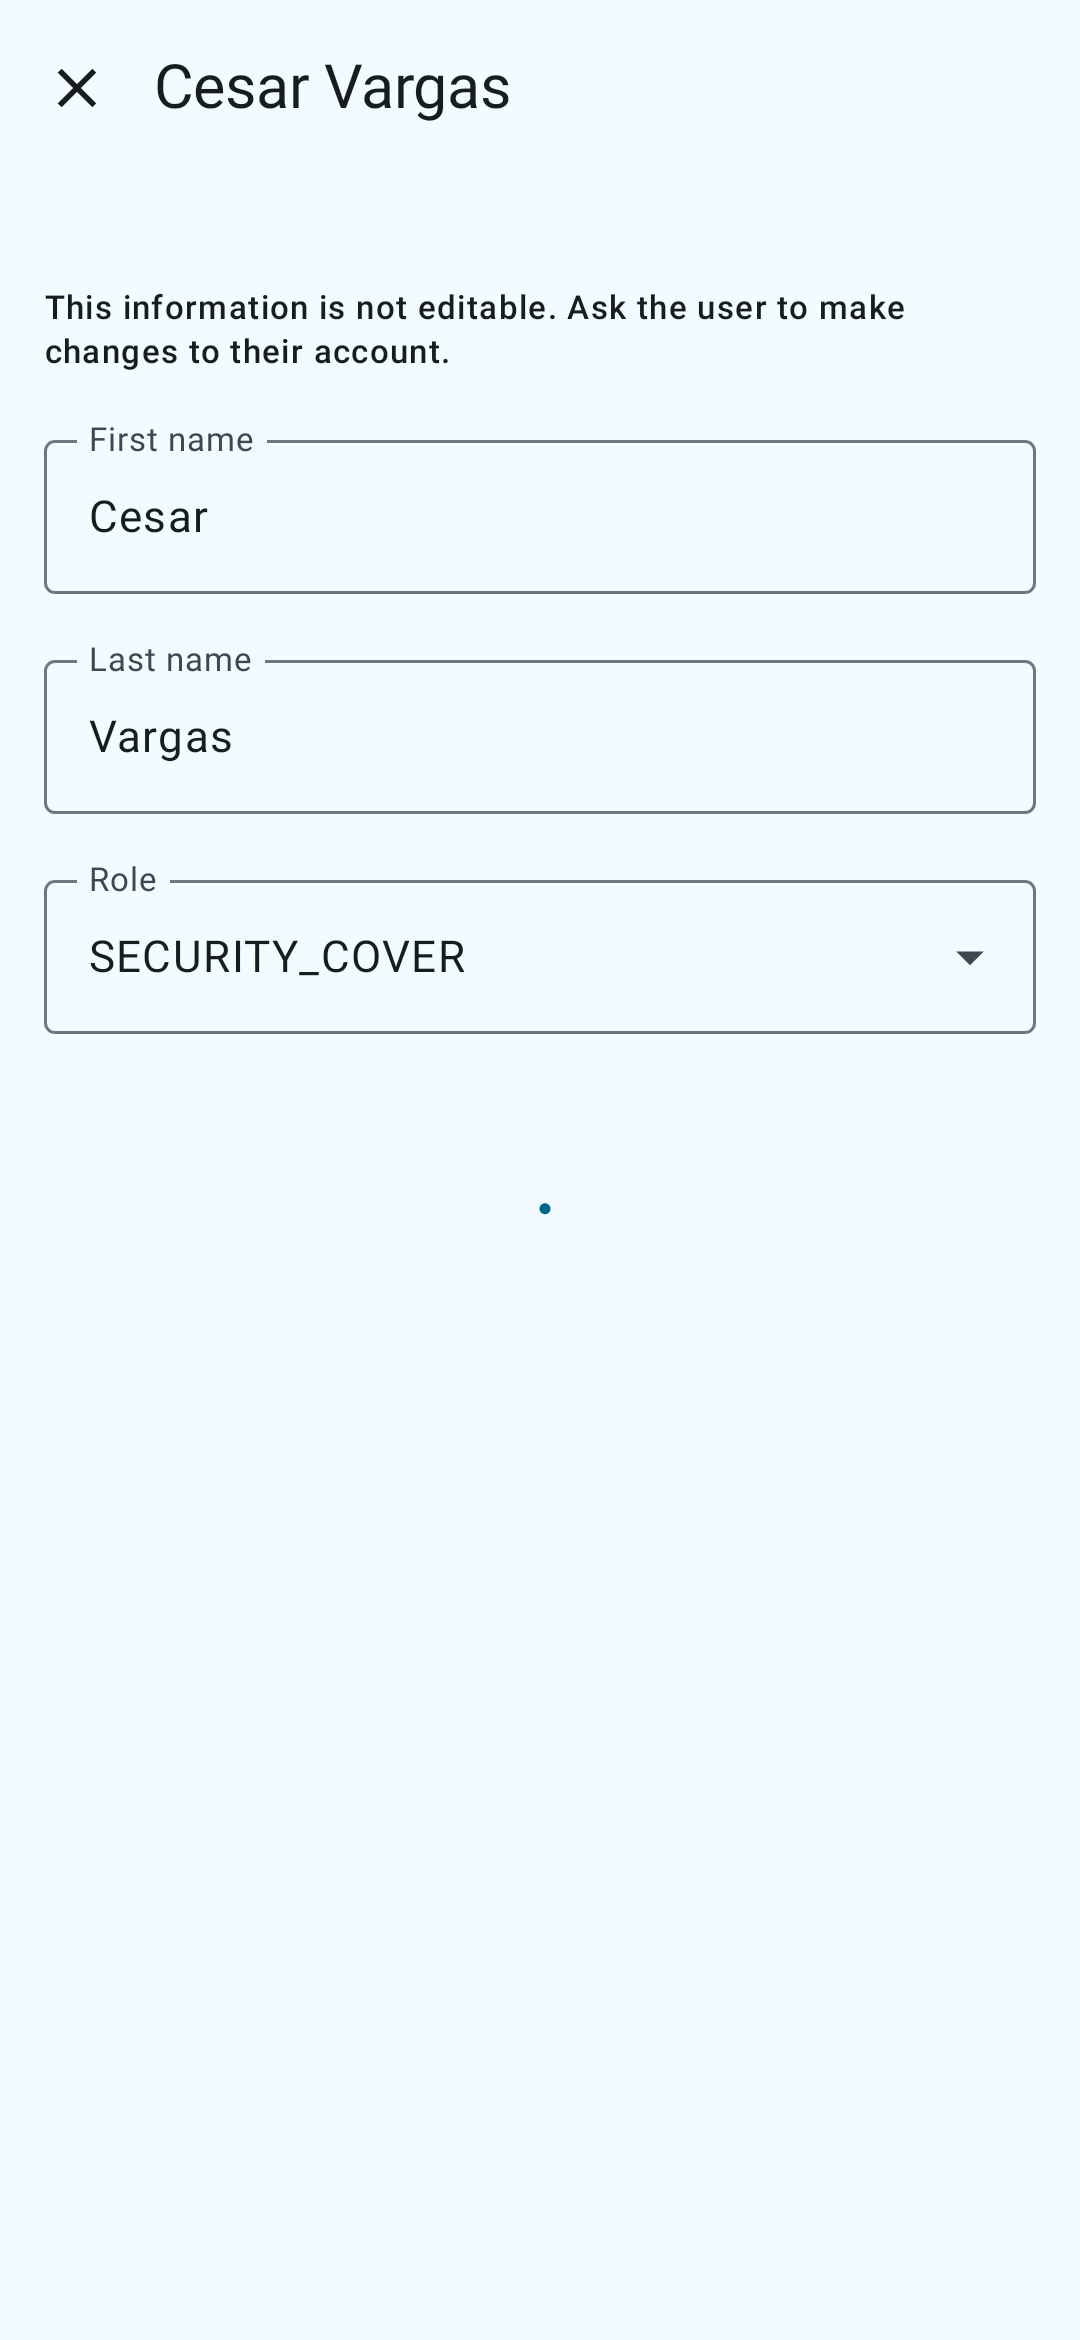 Cesar Vargas
This information is not editable. Ask the user to make
changes to their account.
First name
Cesar
Last name
Vargas
Role
SECURITY_COVER